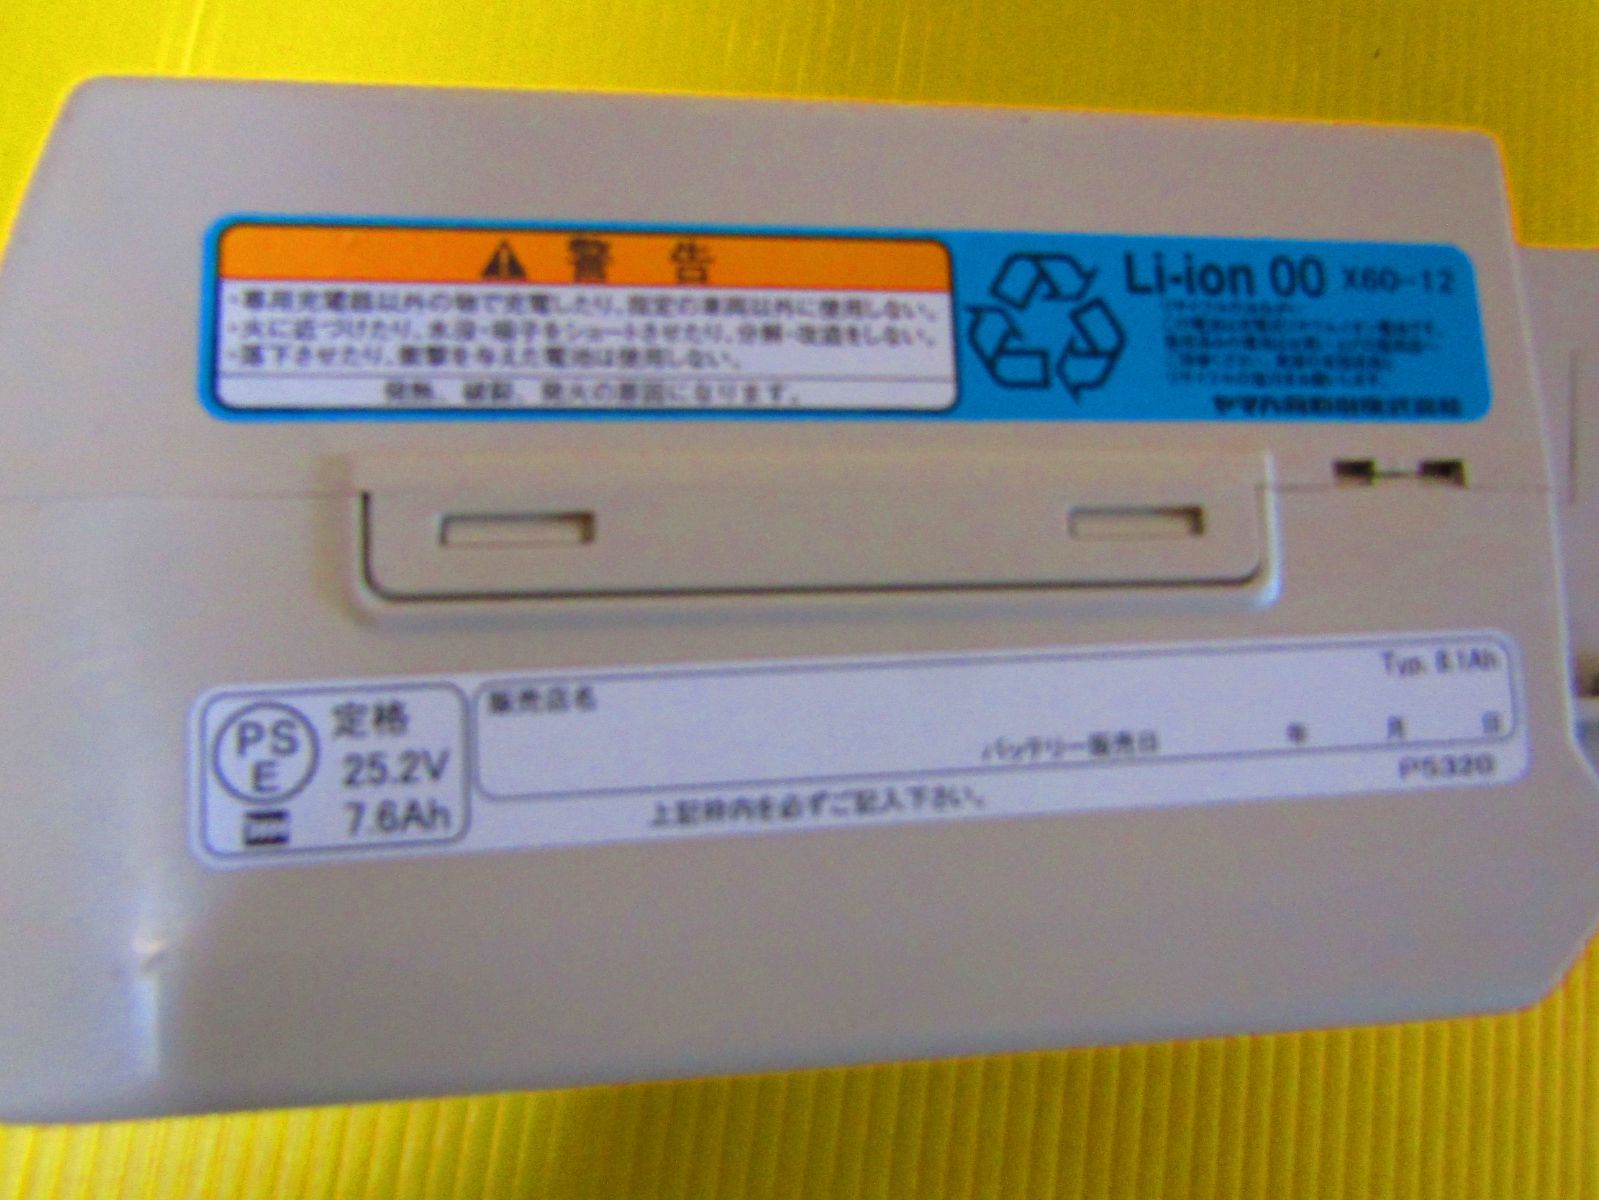 警 告
・専用充電器以外の物で充電したり、指定の車両以外に使用しない。
・火に近づけたり、水没・端子をショートさせたり、分解・改造をしない。
・落下させたり、衝撃を与えた電池は使用しない。
発熱、破裂、発火の原因になります。
Li-ion 00 X60-12
ヤマハ発動機株式会社
PS
E
定格
25.2V
7.6Ah
販売店名
Typ. 8.1Ah
バッテリー販売日 年 月 日
上記枠内を必ずご記入下さい。
P5320